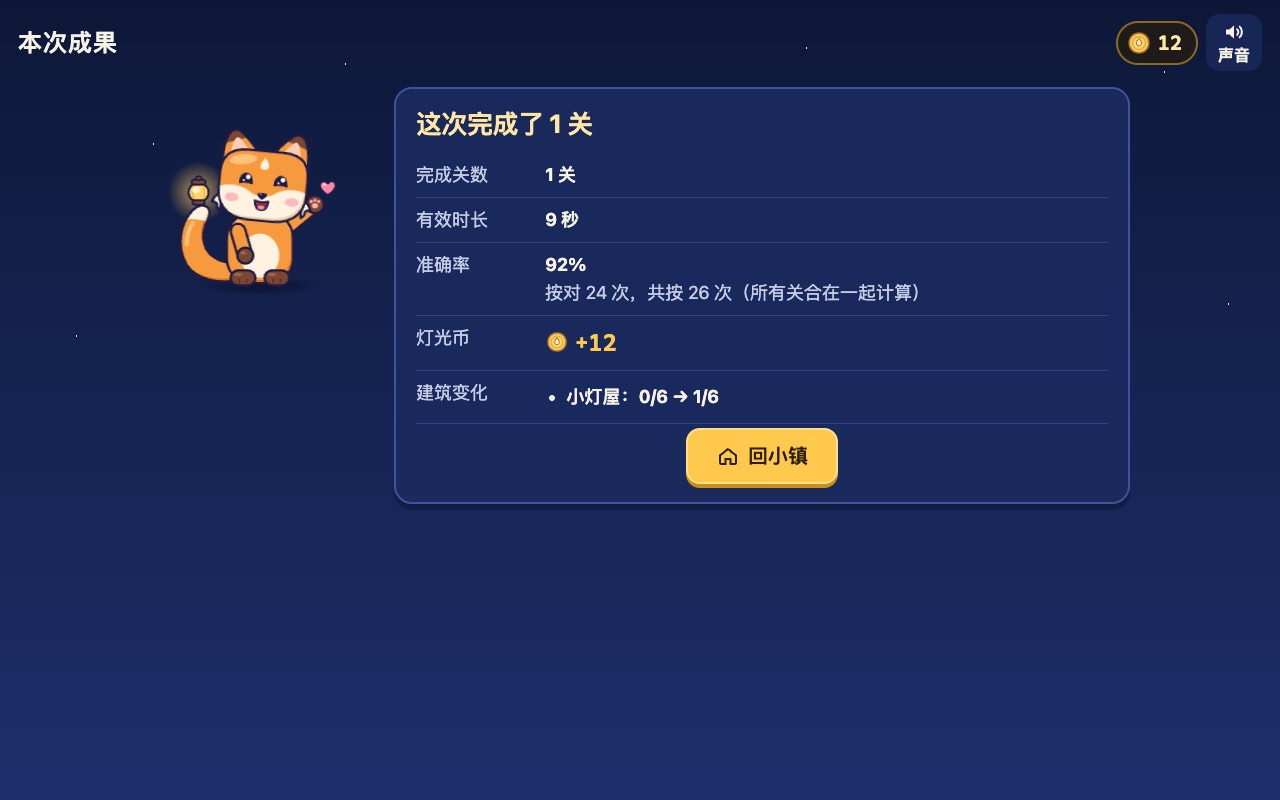 本次成果
12
声音
这次完成了 1 关
完成关数 1 关
有效时长 9 秒
准确率 92%
按对 24 次，共按 26 次（所有关合在一起计算）
灯光币 +12
建筑变化 • 小灯屋：0/6 → 1/6
回小镇